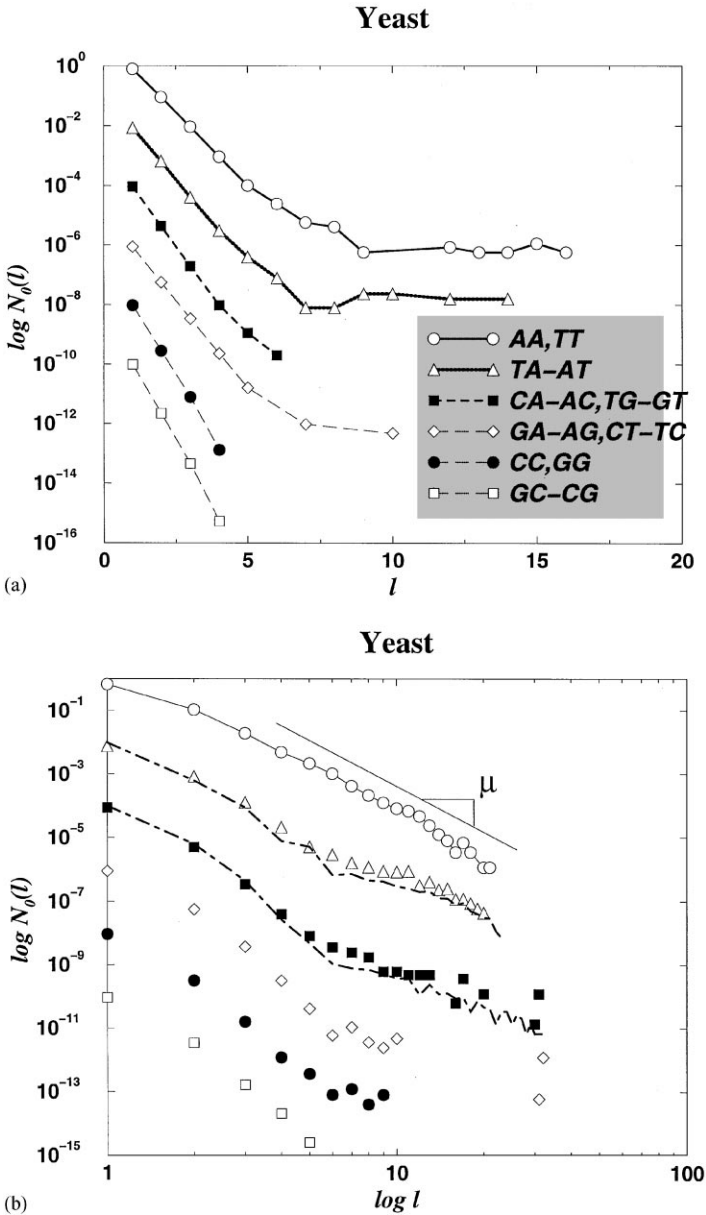 Yeast
10^0
10^-2
10^-4
10^-6
10^-8
10^-10
10^-12
10^-14
10^-16
log N_0(l)
AA,TT
TA–AT
CA–AC,TG–GT
GA–AG,CT–TC
CC,GG
GC–CG
0 5 10 15 20
l
(a)
Yeast
10^-1
10^-3
10^-5
10^-7
10^-9
10^-11
10^-13
10^-15
log N_0(l)
μ
1 10 100
log l
(b)